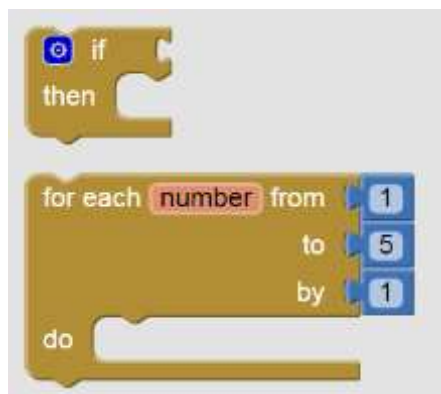 if
then
for each number from 1
to 5
by 1
do